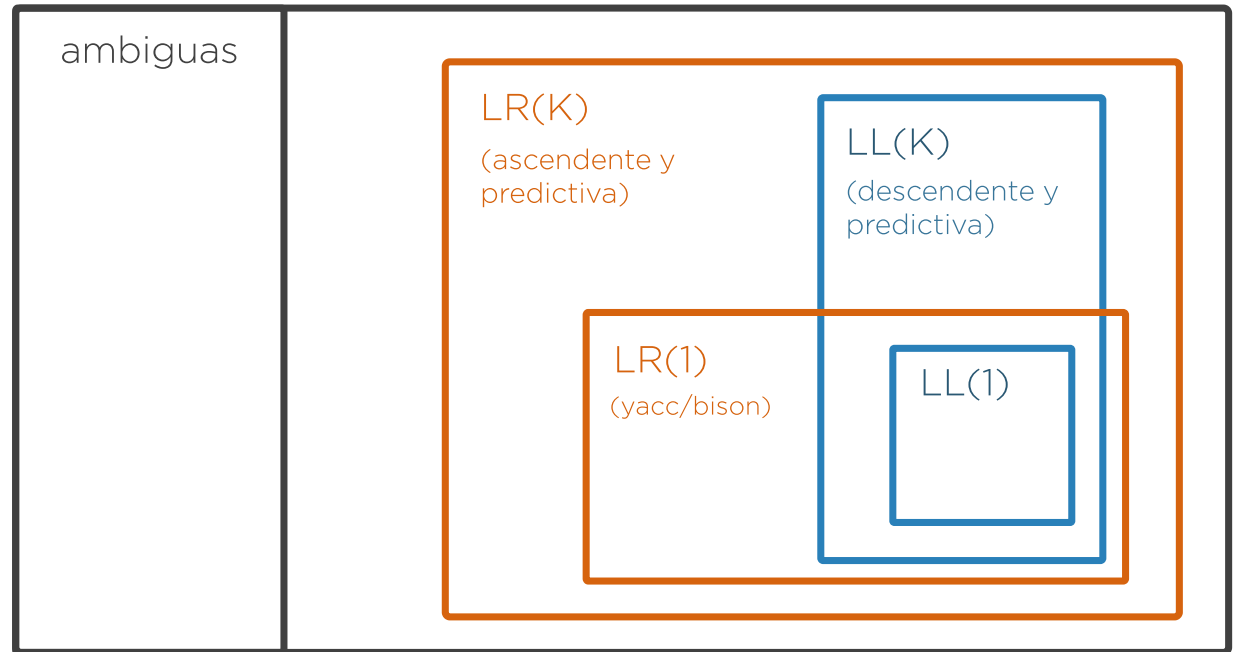 ambiguas
LR(K)
(ascendente y
predictiva)
LL(K)
(descendente y
predictiva)
LR(1)
(yacc/bison)
LL(1)